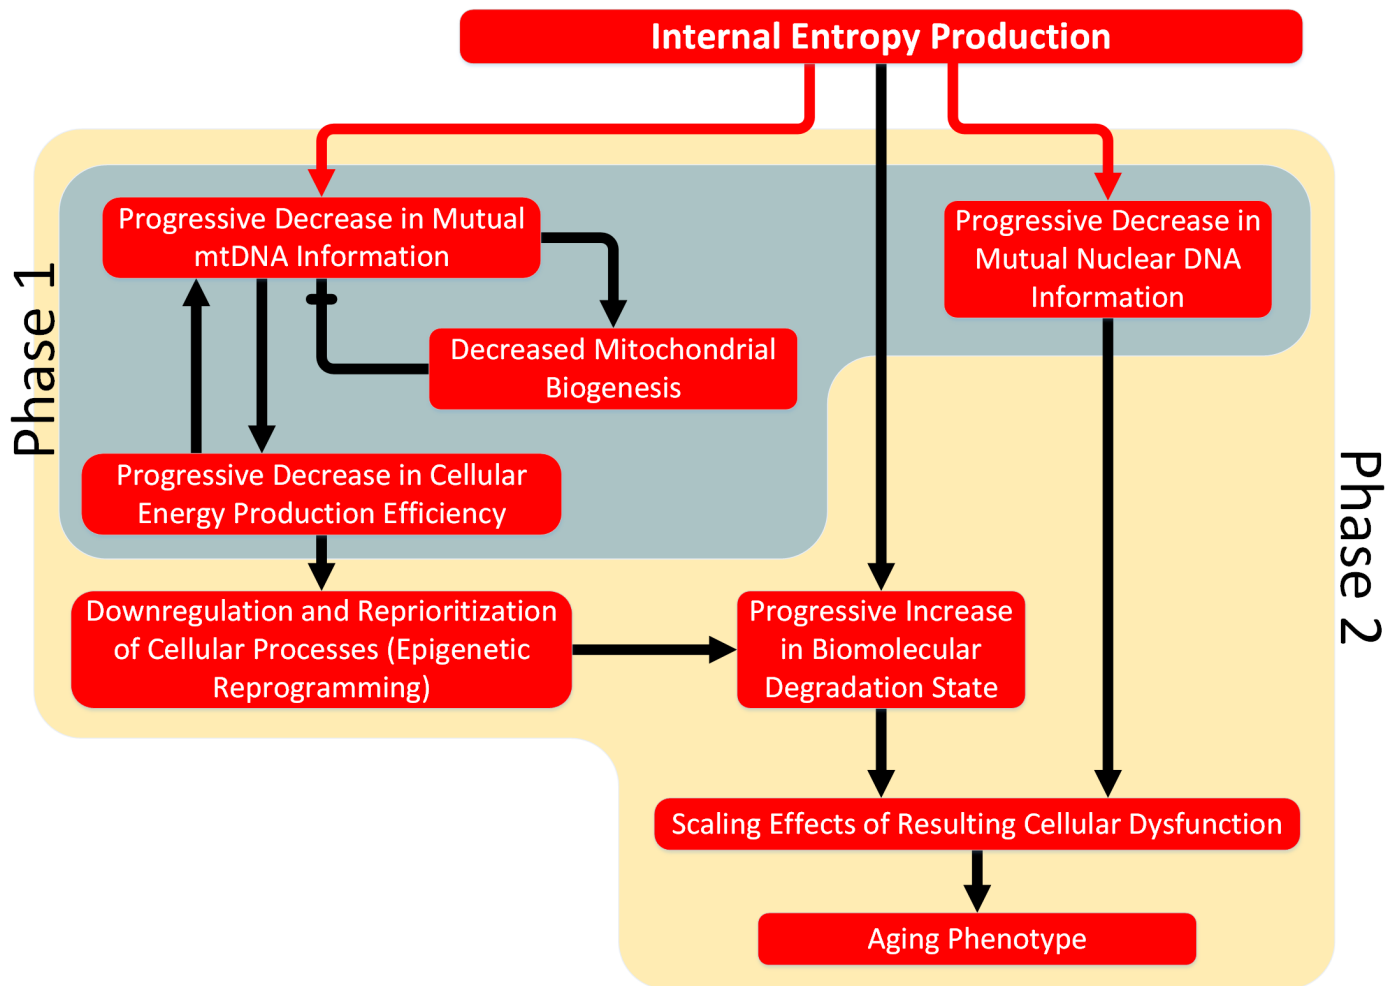 Internal Entropy Production
Progressive Decrease in Mutual
mtDNA Information
Progressive Decrease in
Mutual Nuclear DNA
Information
Phase 1
Decreased Mitochondrial
Biogenesis
Progressive Decrease in Cellular
Energy Production Efficiency
Phase 2
Downregulation and Reprioritization
of Cellular Processes (Epigenetic
Reprogramming)
Progressive Increase
in Biomolecular
Degradation State
Scaling Effects of Resulting Cellular Dysfunction
Aging Phenotype